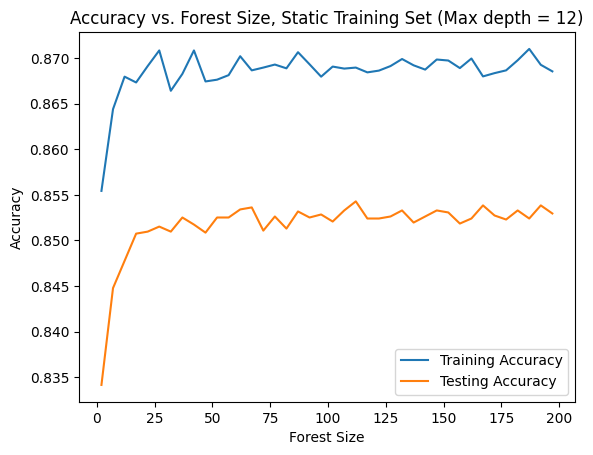 Accuracy vs. Forest Size, Static Training Set (Max depth = 12)
0.870
0.865
0.860
0.855
0.850
0.845
0.840
0.835
Accuracy
Training Accuracy
Testing Accuracy
0 25 50 75 100 125 150 175 200
Forest Size